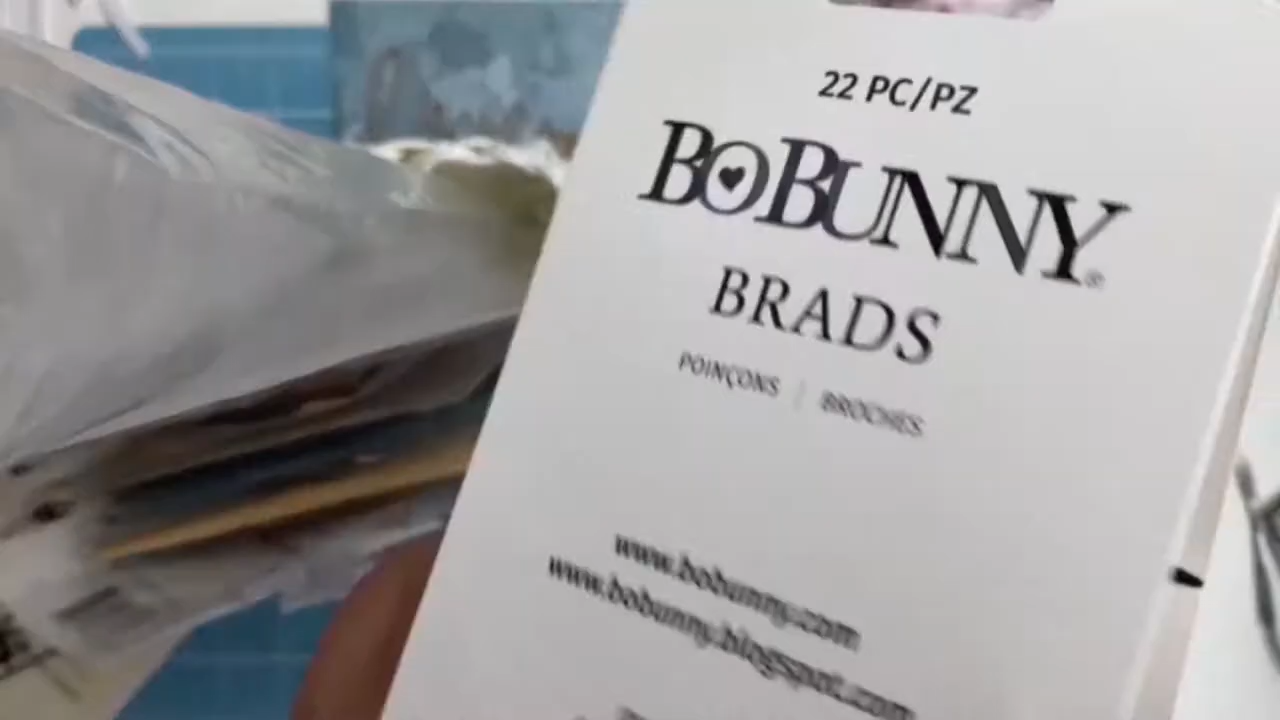 22 PC/PZ
BOBUNNY®
BRADS
POINÇONS | BROCHES
www.bobunny.com
www.bobunny.blogspot.com